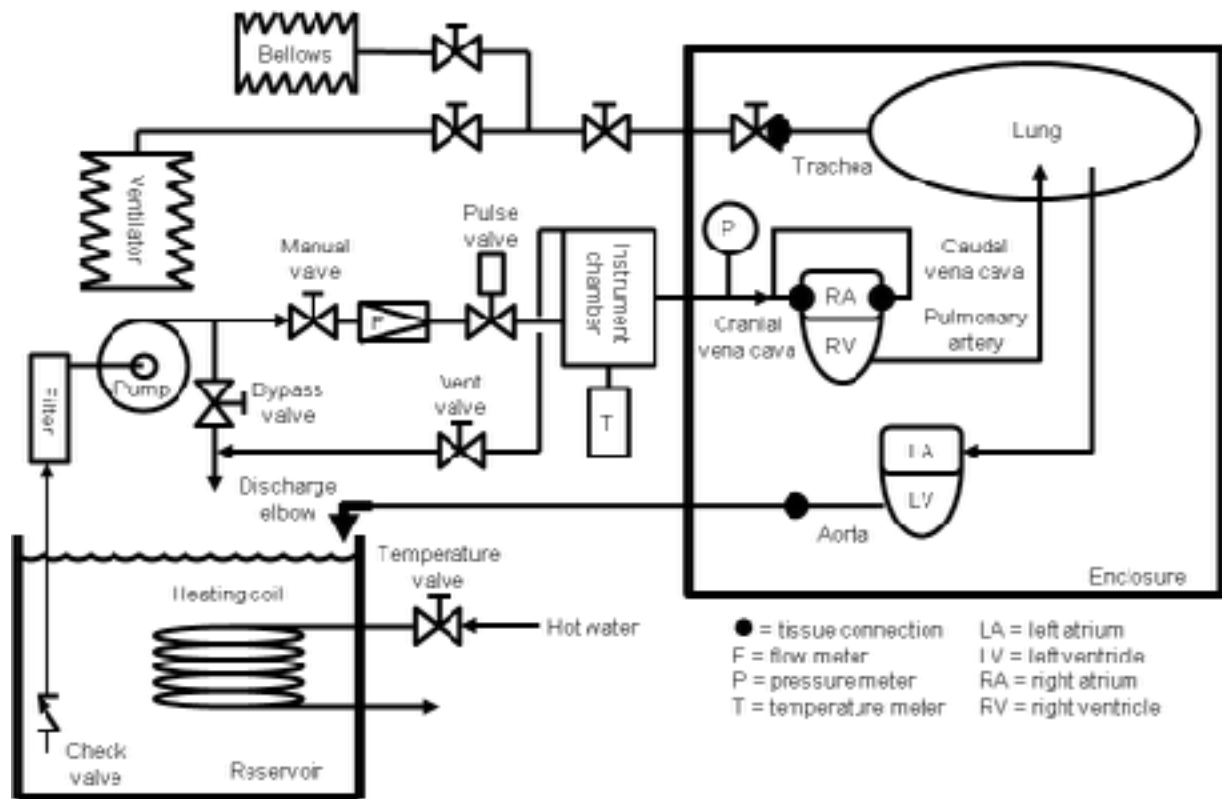 Bellows
Lung
Trachea
Ventilator
Pulse
valve
Manual
valve
P
Instrument
chamber
Caudal
vena cava
RA
F
Cranial
vena cava
RV
Pulmonary
artery
Pump
Filter
Bypass
valve
Vent
valve
T
LA
LV
Discharge
elbow
Aorta
Temperature
valve
Enclosure
Heating coil
Hot water
● = tissue connection
F = flow meter
P = pressure meter
T = temperature meter
LA = left atrium
LV = left ventricle
RA = right atrium
RV = right ventricle
Check
valve
Reservoir